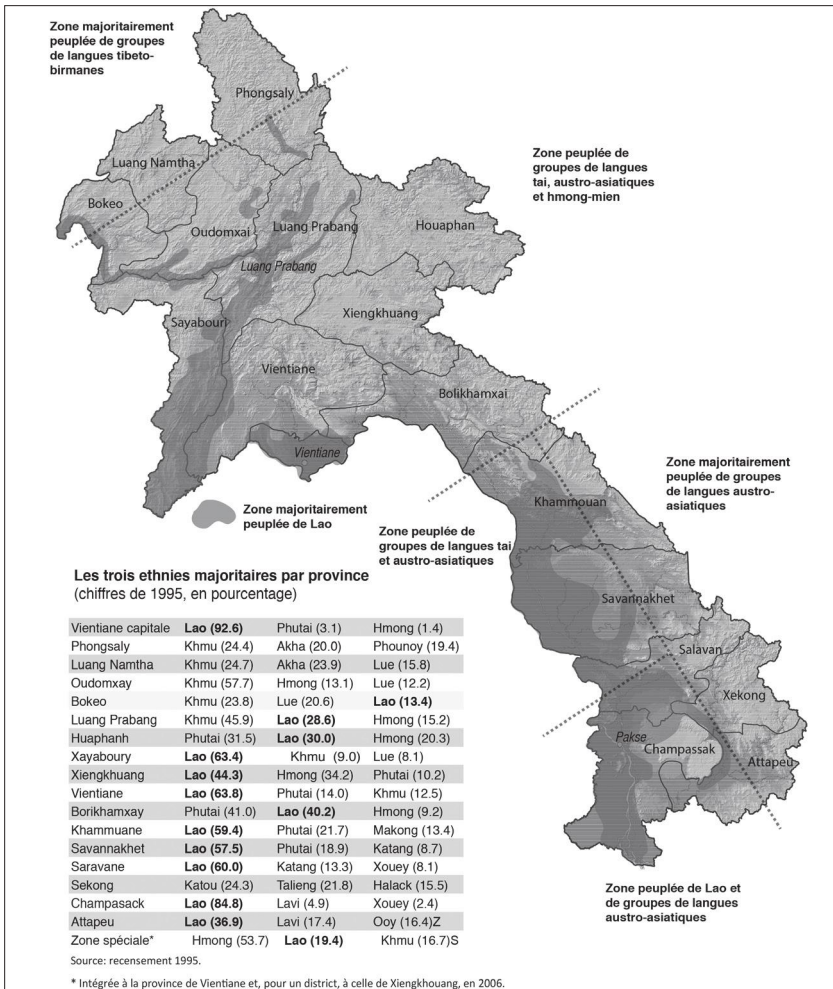 Zone majoritairement
peuplée de groupes
de langues tibeto-
birmanes
Phongsaly
Luang Namtha
Bokeo
Oudomxai
Luang Prabang
Luang Prabang
Houaphan
Zone peuplée de
groupes de langues
tai, austro-asiatiques
et hmong-mien
Sayabouri
Xiengkhuang
Vientiane
Bolikhamxai
Vientiane
Zone majoritairement
peuplée de Lao
Khammouan
Zone majoritairement
peuplée de groupes
de langues austro-
asiatiques
Zone peuplée de
groupes de langues tai
et austro-asiatiques
Savannakhet
Salavan
Xekong
Pakse
Champassak
Attapeu
Zone peuplée de Lao et
de groupes de langues
austro-asiatiques
Les trois ethnies majoritaires par province
(chiffres de 1995, en pourcentage)
Vientiane capitale Lao (92.6) Phutai (3.1) Hmong (1.4)
Phongsaly Khmu (24.4) Akha (20.0) Phounoy (19.4)
Luang Namtha Khmu (24.7) Akha (23.9) Lue (15.8)
Oudomxay Khmu (57.7) Hmong (13.1) Lue (12.2)
Bokeo Khmu (23.8) Lue (20.6) Lao (13.4)
Luang Prabang Khmu (45.9) Lao (28.6) Hmong (15.2)
Huaphanh Phutai (31.5) Lao (30.0) Hmong (20.3)
Xayaboury Lao (63.4) Khmu (9.0) Lue (8.1)
Xiengkhuang Lao (44.3) Hmong (34.2) Phutai (10.2)
Vientiane Lao (63.8) Phutai (14.0) Khmu (12.5)
Borikhamxay Phutai (41.0) Lao (40.2) Hmong (9.2)
Khammuane Lao (59.4) Phutai (21.7) Makong (13.4)
Savannakhet Lao (57.5) Phutai (18.9) Katang (8.7)
Saravane Lao (60.0) Katang (13.3) Xouey (8.1)
Sekong Katou (24.3) Talieng (21.8) Halack (15.5)
Champasack Lao (84.8) Lavi (4.9) Xouey (2.4)
Attapeu Lao (36.9) Lavi (17.4) Ooy (16.4)Z
Zone spéciale* Hmong (53.7) Lao (19.4) Khmu (16.7)S
Source: recensement 1995.
* Intégrée à la province de Vientiane et, pour un district, à celle de Xiengkhouang, en 2006.